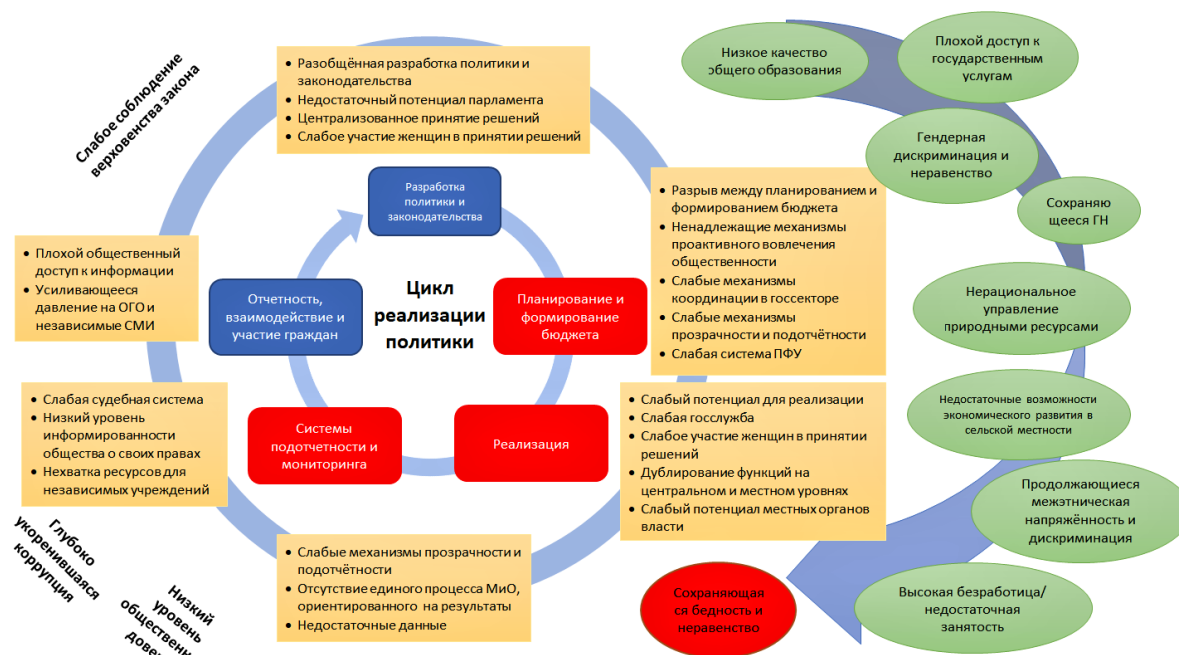 Слабое соблюдение
верховенства закона
• Разобщённая разработка политики и
законодательства
• Недостаточный потенциал парламента
• Централизованное принятие решений
• Слабое участие женщин в принятии решений
Разработка
политики и
законодательства
• Плохой общественный
доступ к информации
• Усиливающееся
давление на ОГО и
независимые СМИ
Отчетность,
взаимодействие и
участие граждан
Цикл
реализации
политики
Планирование и
формирование
бюджета
• Разрыв между планированием и
формированием бюджета
• Ненадлежащие механизмы
проактивного вовлечения
общественности
• Слабые механизмы
координации в госсекторе
• Слабые механизмы
прозрачности и подотчётности
• Слабая система ПФУ
• Слабая судебная система
• Низкий уровень
информированности
общества о своих правах
• Нехватка ресурсов для
независимых учреждений
Системы
подотчетности и
мониторинга
Реализация
• Слабый потенциал для реализации
• Слабая госслужба
• Слабое участие женщин в принятии
решений
• Дублирование функций на
центральном и местном уровнях
• Слабый потенциал местных органов
власти
Глубоко
укоренившаяся
коррупция
Низкий
уровень
• Слабые механизмы прозрачности и
подотчётности
• Отсутствие единого процесса МиО,
ориентированного на результаты
• Недостаточные данные
Низкое качество
общего образования
Плохой доступ к
государственным
услугам
Гендерная
дискриминация и
неравенство
Сохраняю
щееся ГН
Нерациональное
управление
природными ресурсами
Недостаточные возможности
экономического развития в
сельской местности
Продолжающиеся
межэтническая
напряжённость и
дискриминация
Высокая безработица/
недостаточная
занятость
Сохраняющая
ся бедность и
неравенство